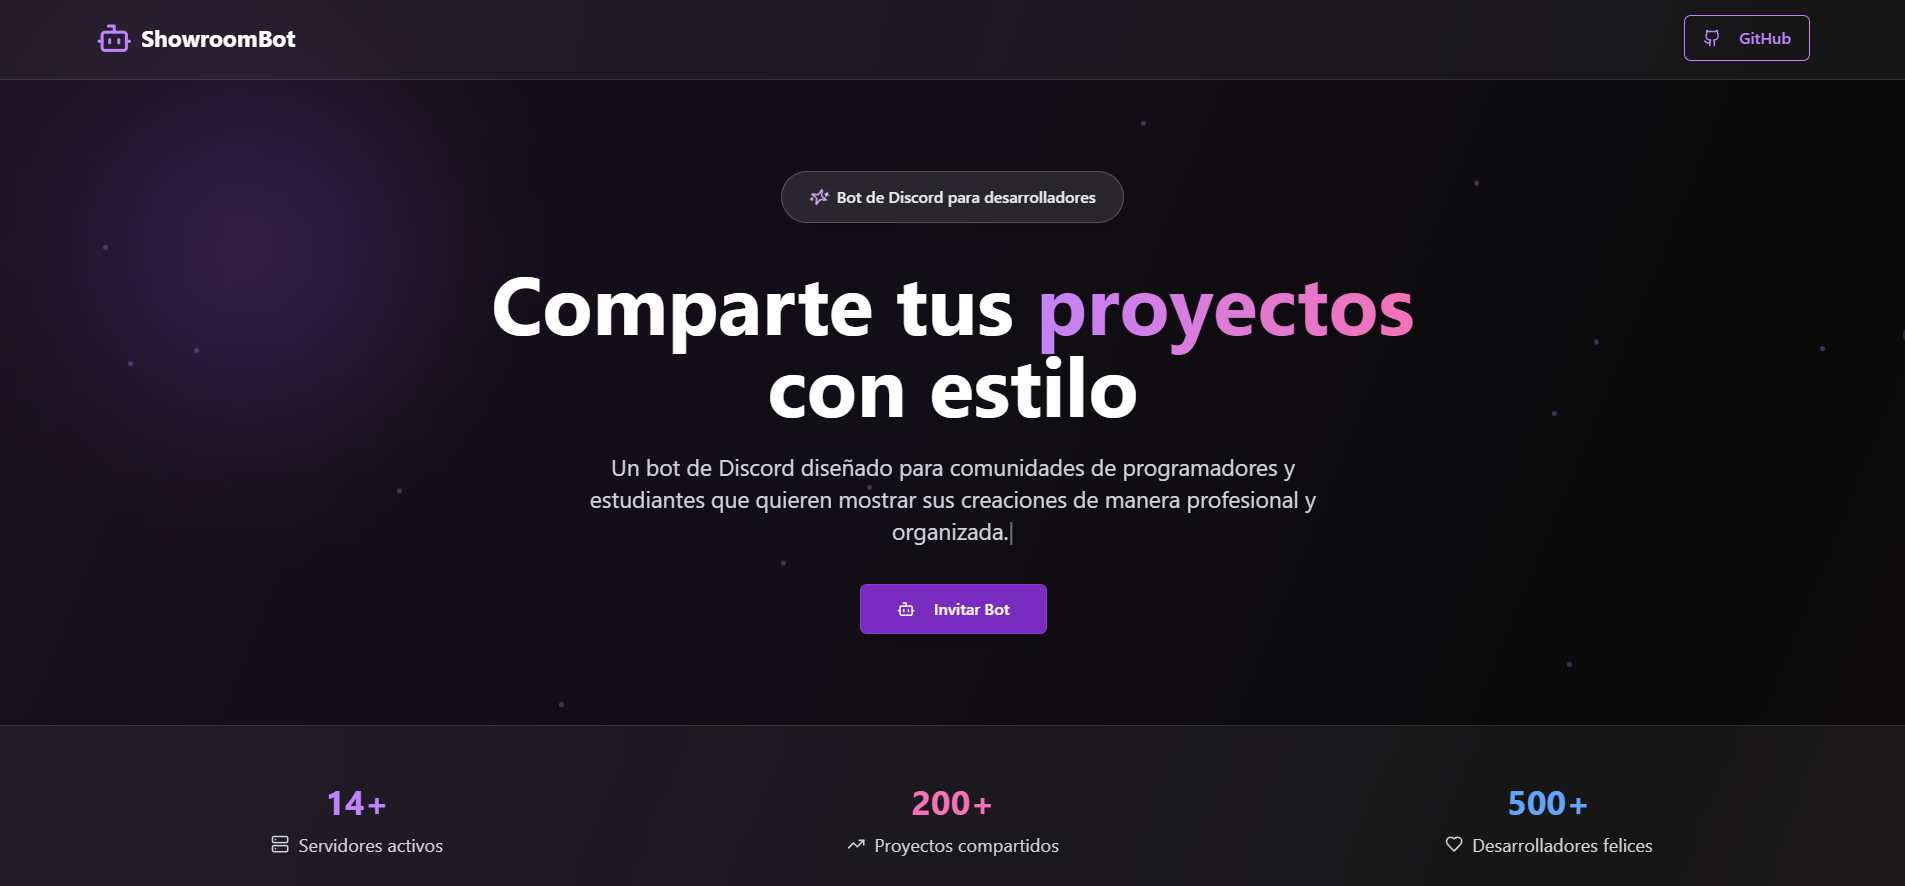 ShowroomBot
GitHub
Bot de Discord para desarrolladores
Comparte tus proyectos
con estilo
Un bot de Discord diseñado para comunidades de programadores y
estudiantes que quieren mostrar sus creaciones de manera profesional y
organizada.|
Invitar Bot
14+
Servidores activos
200+
Proyectos compartidos
500+
Desarrolladores felices